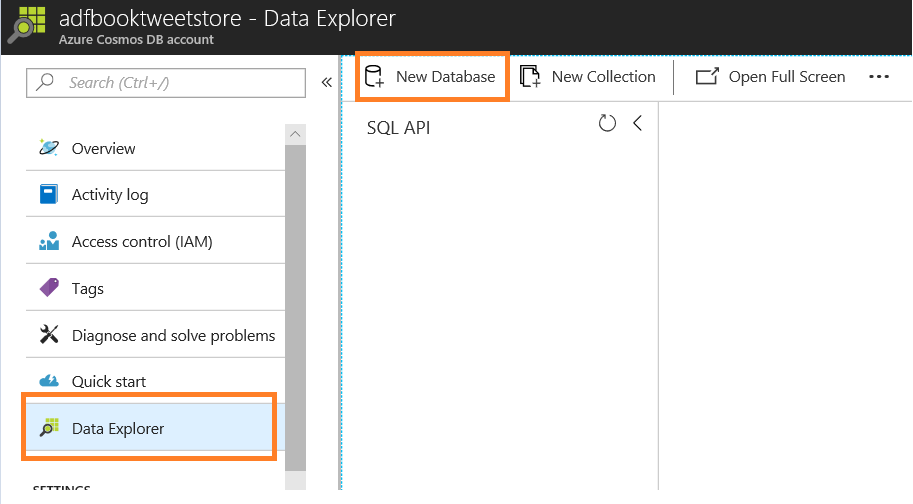 adfbooktweetstore - Data Explorer
Azure Cosmos DB account
Search (Ctrl+/)
«
New Database
New Collection
Open Full Screen
•••
SQL API
Overview
Activity log
Access control (IAM)
Tags
Diagnose and solve problems
Quick start
Data Explorer
SETTINGS